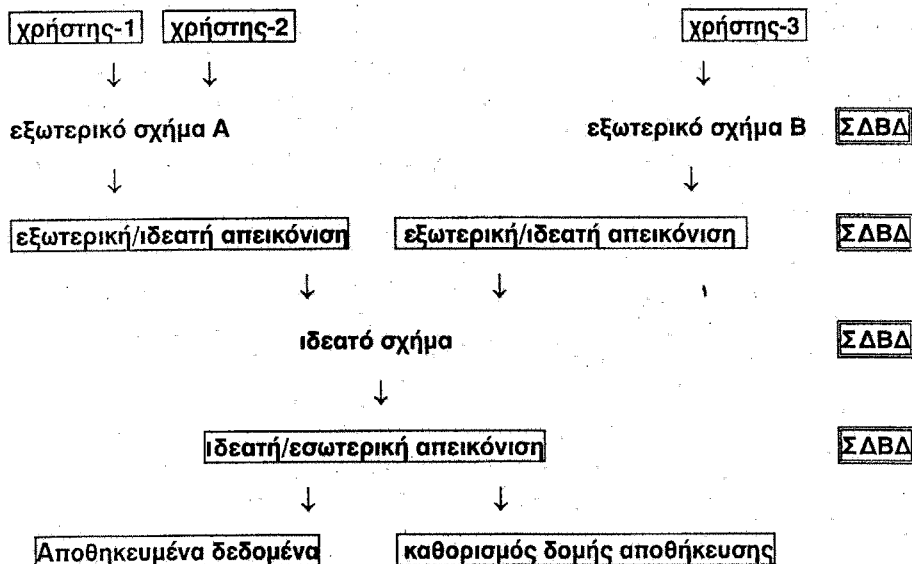 χρήστης-1 χρήστης-2 χρήστης-3
↓ ↓ ↓
εξωτερικό σχήμα Α εξωτερικό σχήμα Β ΣΔΒΔ
↓ ↓
εξωτερική/ιδεατή απεικόνιση εξωτερική/ιδεατή απεικόνιση ΣΔΒΔ
↓ ↓
ιδεατό σχήμα ΣΔΒΔ
↓
ιδεατή/εσωτερική απεικόνιση ΣΔΒΔ
↓ ↓
Αποθηκευμένα δεδομένα καθορισμός δομής αποθήκευσης